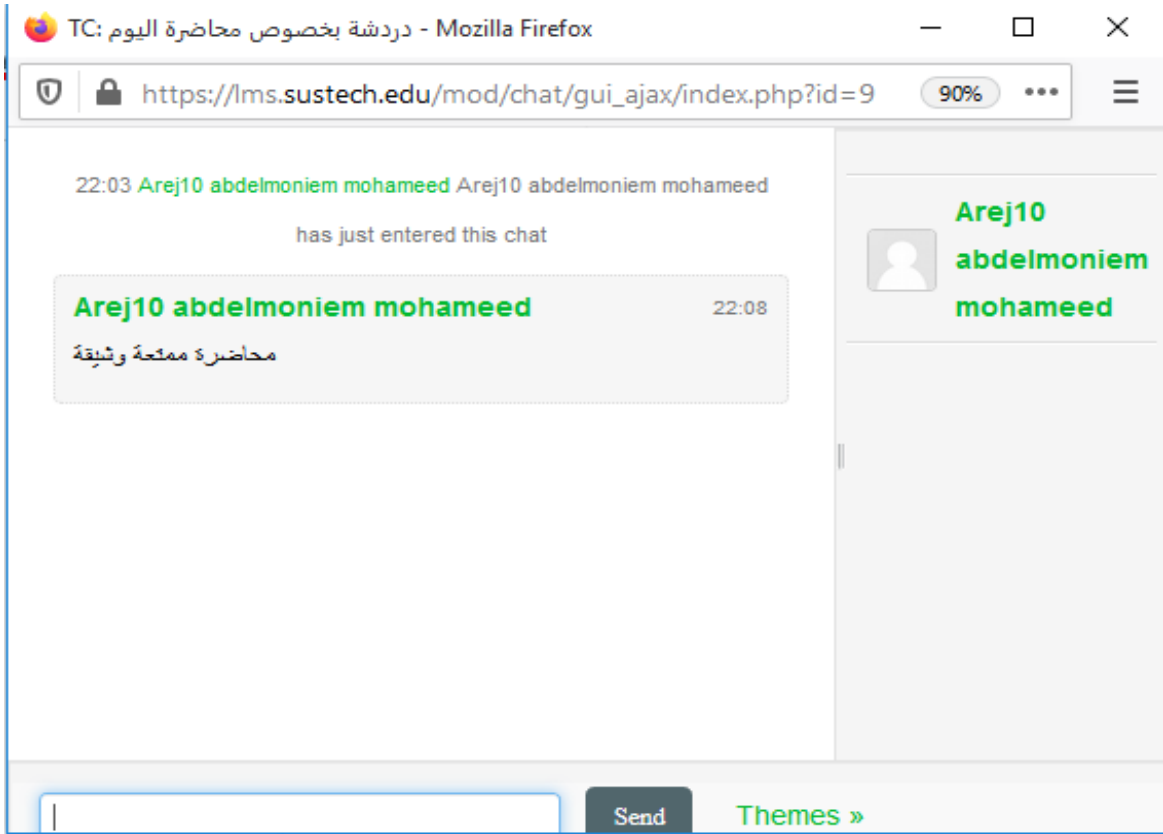 TC: دردشة بخصوص محاضرة اليوم - Mozilla Firefox
https://lms.sustech.edu/mod/chat/gui_ajax/index.php?id=9
90%
22:03 Arej10 abdelmoniem mohameed Arej10 abdelmoniem mohameed
has just entered this chat
Arej10 abdelmoniem mohameed 22:08
محاضرة ممتعة وشيقة
Arej10
abdelmoniem
mohameed
Send
Themes »